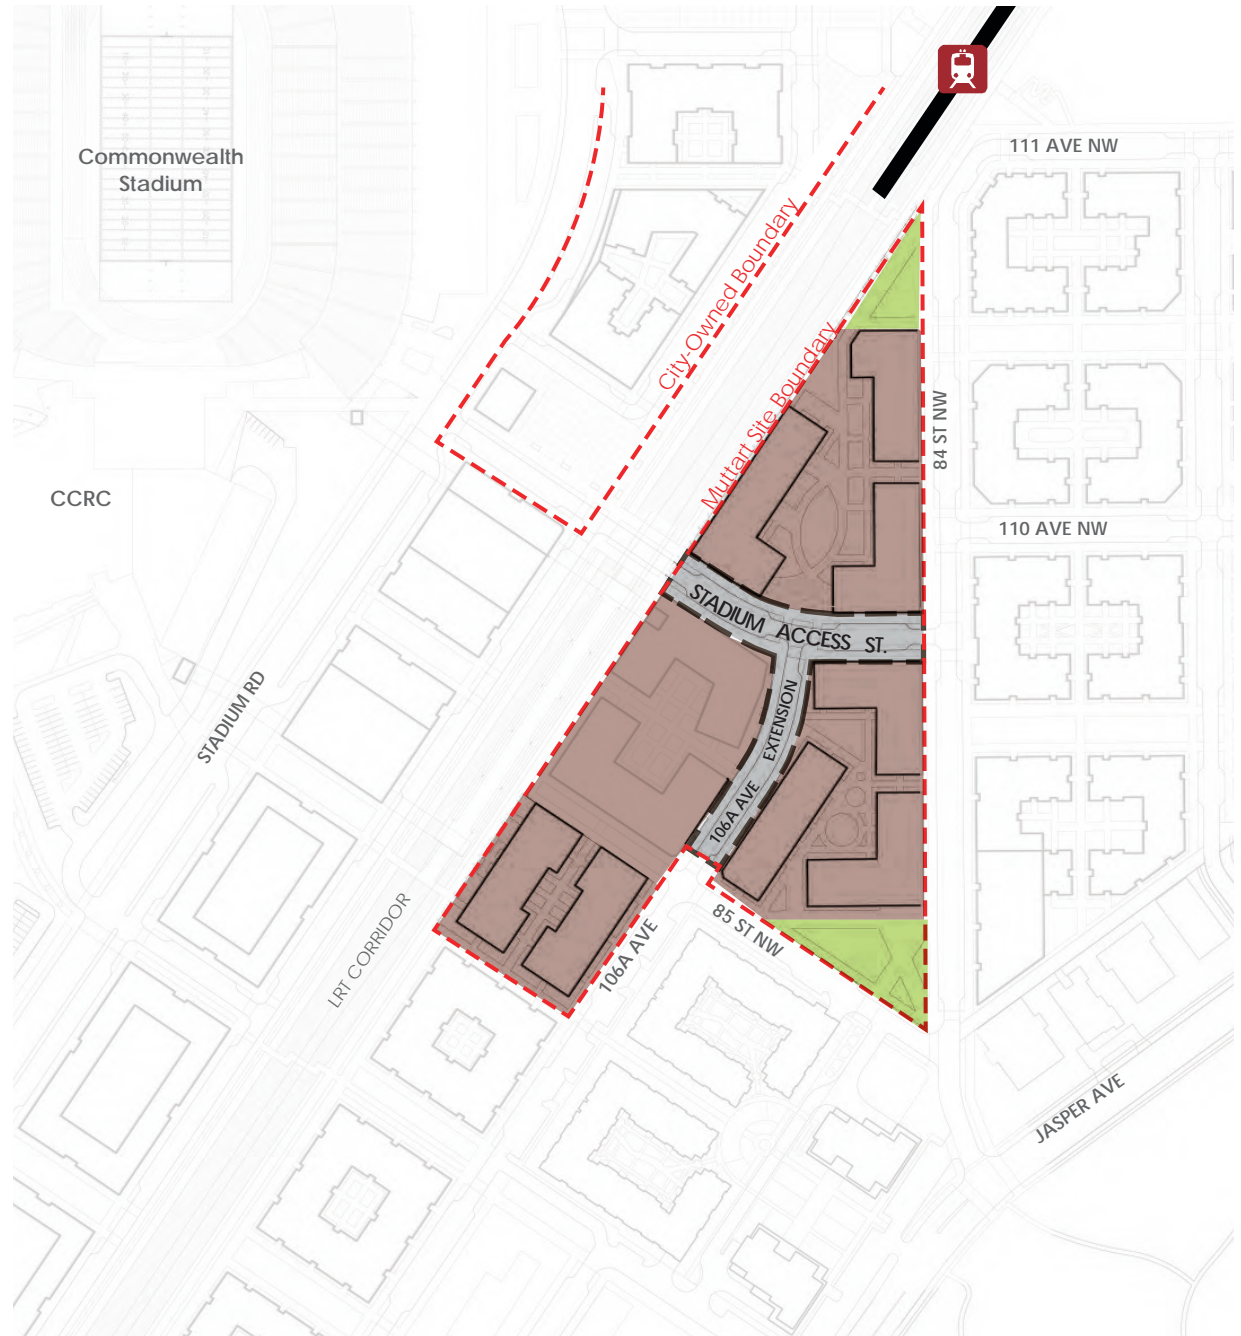 Commonwealth
Stadium
111 AVE NW
City-Owned Boundary
Muttart Site Boundary
84 ST NW
CCRC
110 AVE NW
STADIUM ACCESS ST.
STADIUM RD
106A AVE EXTENSION
LRT CORRIDOR
106A AVE
85 ST NW
JASPER AVE